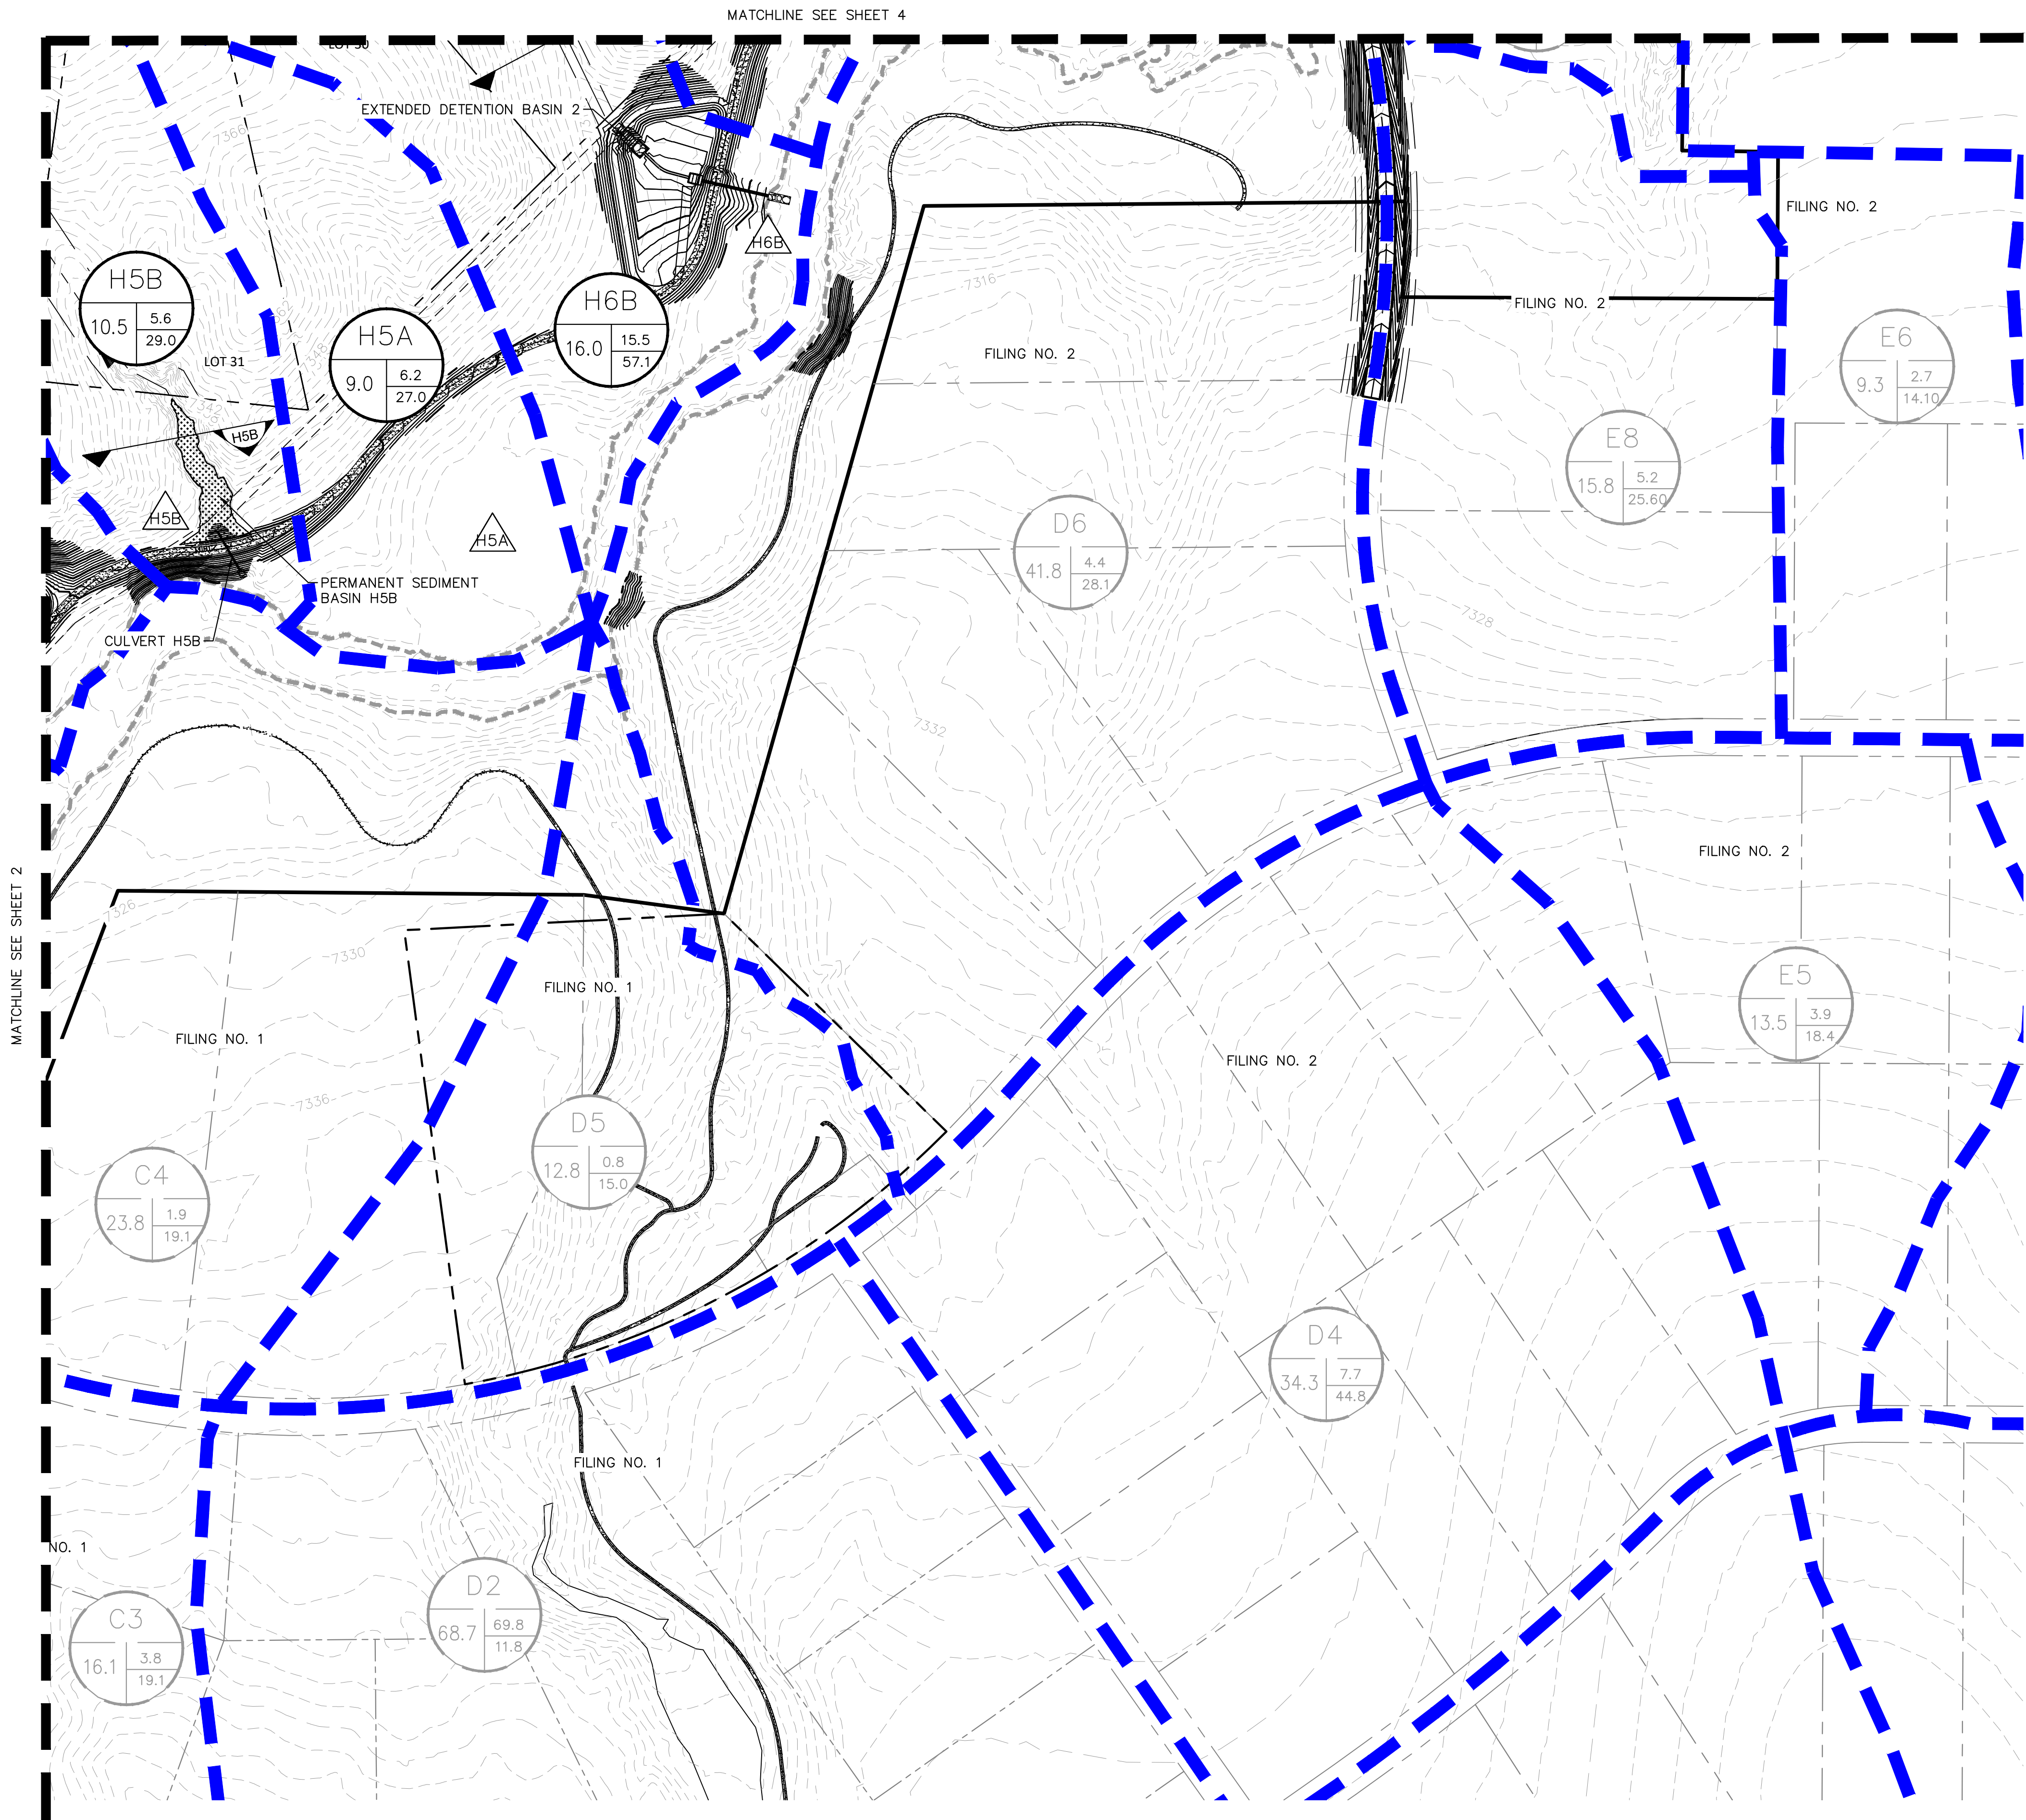 MATCHLINE SEE SHEET 4
LOT 30
EXTENDED DETENTION BASIN 2
7366
H6B
FILING NO. 2
H5B
10.5
5.6
29.0
H5A
9.0
6.2
27.0
H6B
16.0
15.5
57.1
7316
FILING NO. 2
LOT 31
FILING NO. 2
E6
9.3
2.7
14.10
H5B
H5B
H5A
E8
15.8
5.2
25.60
D6
41.8
4.4
28.1
PERMANENT SEDIMENT
BASIN H5B
CULVERT H5B
7328
7332
FILING NO. 2
MATCHLINE SEE SHEET 2
7326
7330
FILING NO. 1
FILING NO. 1
FILING NO. 2
E5
13.5
3.9
18.4
7336
D5
12.8
0.8
15.0
C4
23.8
1.9
19.1
D4
34.3
7.7
44.8
FILING NO. 1
NO. 1
D2
68.7
69.8
11.8
C3
16.1
3.8
19.1